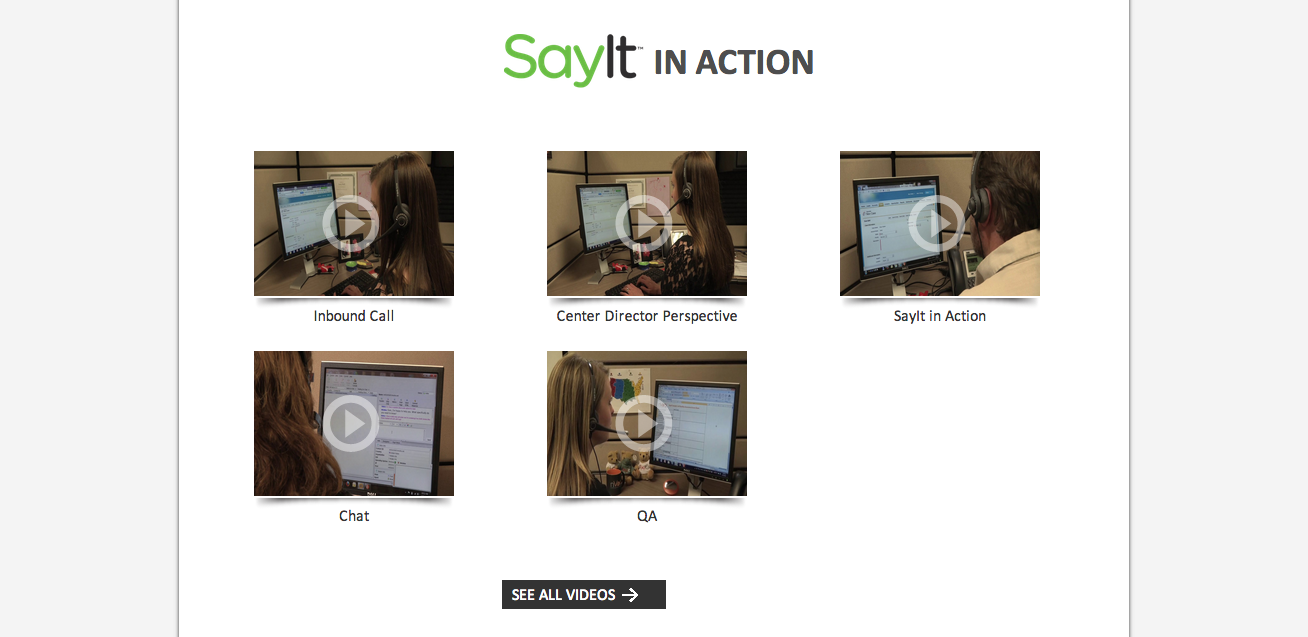 SayIt™ IN ACTION
Inbound Call
Center Director Perspective
SayIt in Action
Chat
QA
SEE ALL VIDEOS